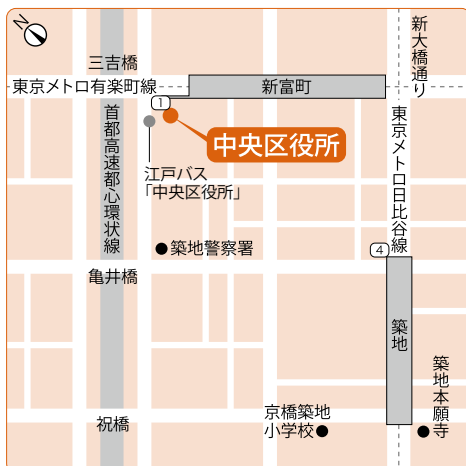 N
三吉橋
新大橋通り
東京メトロ有楽町線
新富町
1
中央区役所
首都高速都心環状線
東京メトロ日比谷線
江戸バス
「中央区役所」
築地警察署
4
亀井橋
築地
築地本願寺
祝橋
京橋築地
小学校